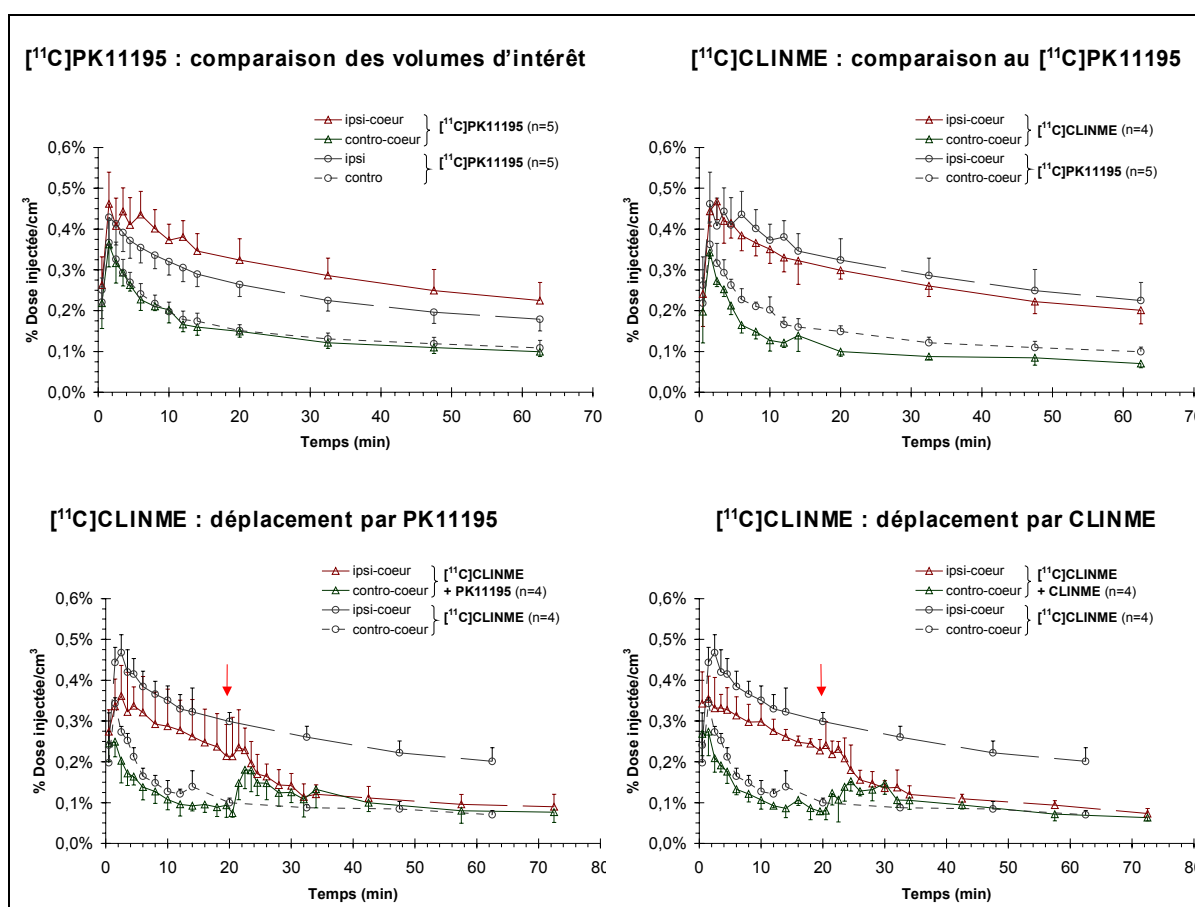 [¹¹C]PK11195 : comparaison des volumes d’intérêt
ipsi-coeur
contro-coeur
[¹¹C]PK11195 (n=5)
ipsi
contro
[¹¹C]PK11195 (n=5)
0,6%
0,5%
0,4%
0,3%
0,2%
0,1%
0,0%
% Dose injectée/cm³
0 10 20 30 40 50 60 70
Temps (min)
[¹¹C]CLINME : comparaison au [¹¹C]PK11195
ipsi-coeur
contro-coeur
[¹¹C]CLINME (n=4)
ipsi-coeur
contro-coeur
[¹¹C]PK11195 (n=5)
0,6%
0,5%
0,4%
0,3%
0,2%
0,1%
0,0%
% Dose injectée/cm³
0 10 20 30 40 50 60 70
Temps (min)
[¹¹C]CLINME : déplacement par PK11195
ipsi-coeur
contro-coeur
[¹¹C]CLINME
+ PK11195 (n=4)
ipsi-coeur
contro-coeur
[¹¹C]CLINME (n=4)
0,6%
0,5%
0,4%
0,3%
0,2%
0,1%
0,0%
% Dose injectée/cm³
0 10 20 30 40 50 60 70
Temps (min)
[¹¹C]CLINME : déplacement par CLINME
ipsi-coeur
contro-coeur
[¹¹C]CLINME
+ CLINME (n=4)
ipsi-coeur
contro-coeur
[¹¹C]CLINME (n=4)
0,6%
0,5%
0,4%
0,3%
0,2%
0,1%
0,0%
% Dose injectée/cm³
0 10 20 30 40 50 60 70
Temps (min)